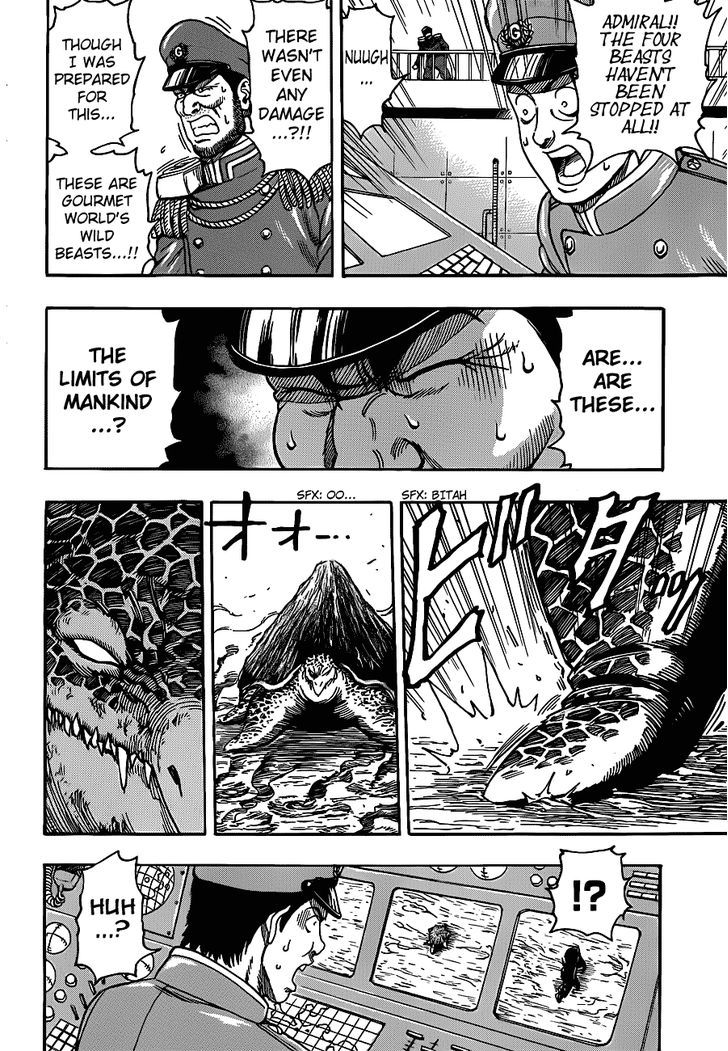 ADMIRAL!!
THE FOUR
BEASTS
HAVEN'T
BEEN
STOPPED AT
ALL!!
NUUGH
...
G
G
THERE
WASN'T
EVEN
ANY
DAMAGE
...?!!
THOUGH
I WAS
PREPARED
FOR
THIS...
THESE ARE
GOURMET
WORLD'S
WILD
BEASTS...!!
ARE...
ARE
THESE...
THE
LIMITS OF
MANKIND
...?
SFX: BITAH
ビタッ
SFX: OO...
オオ...
!?
HUH
...?